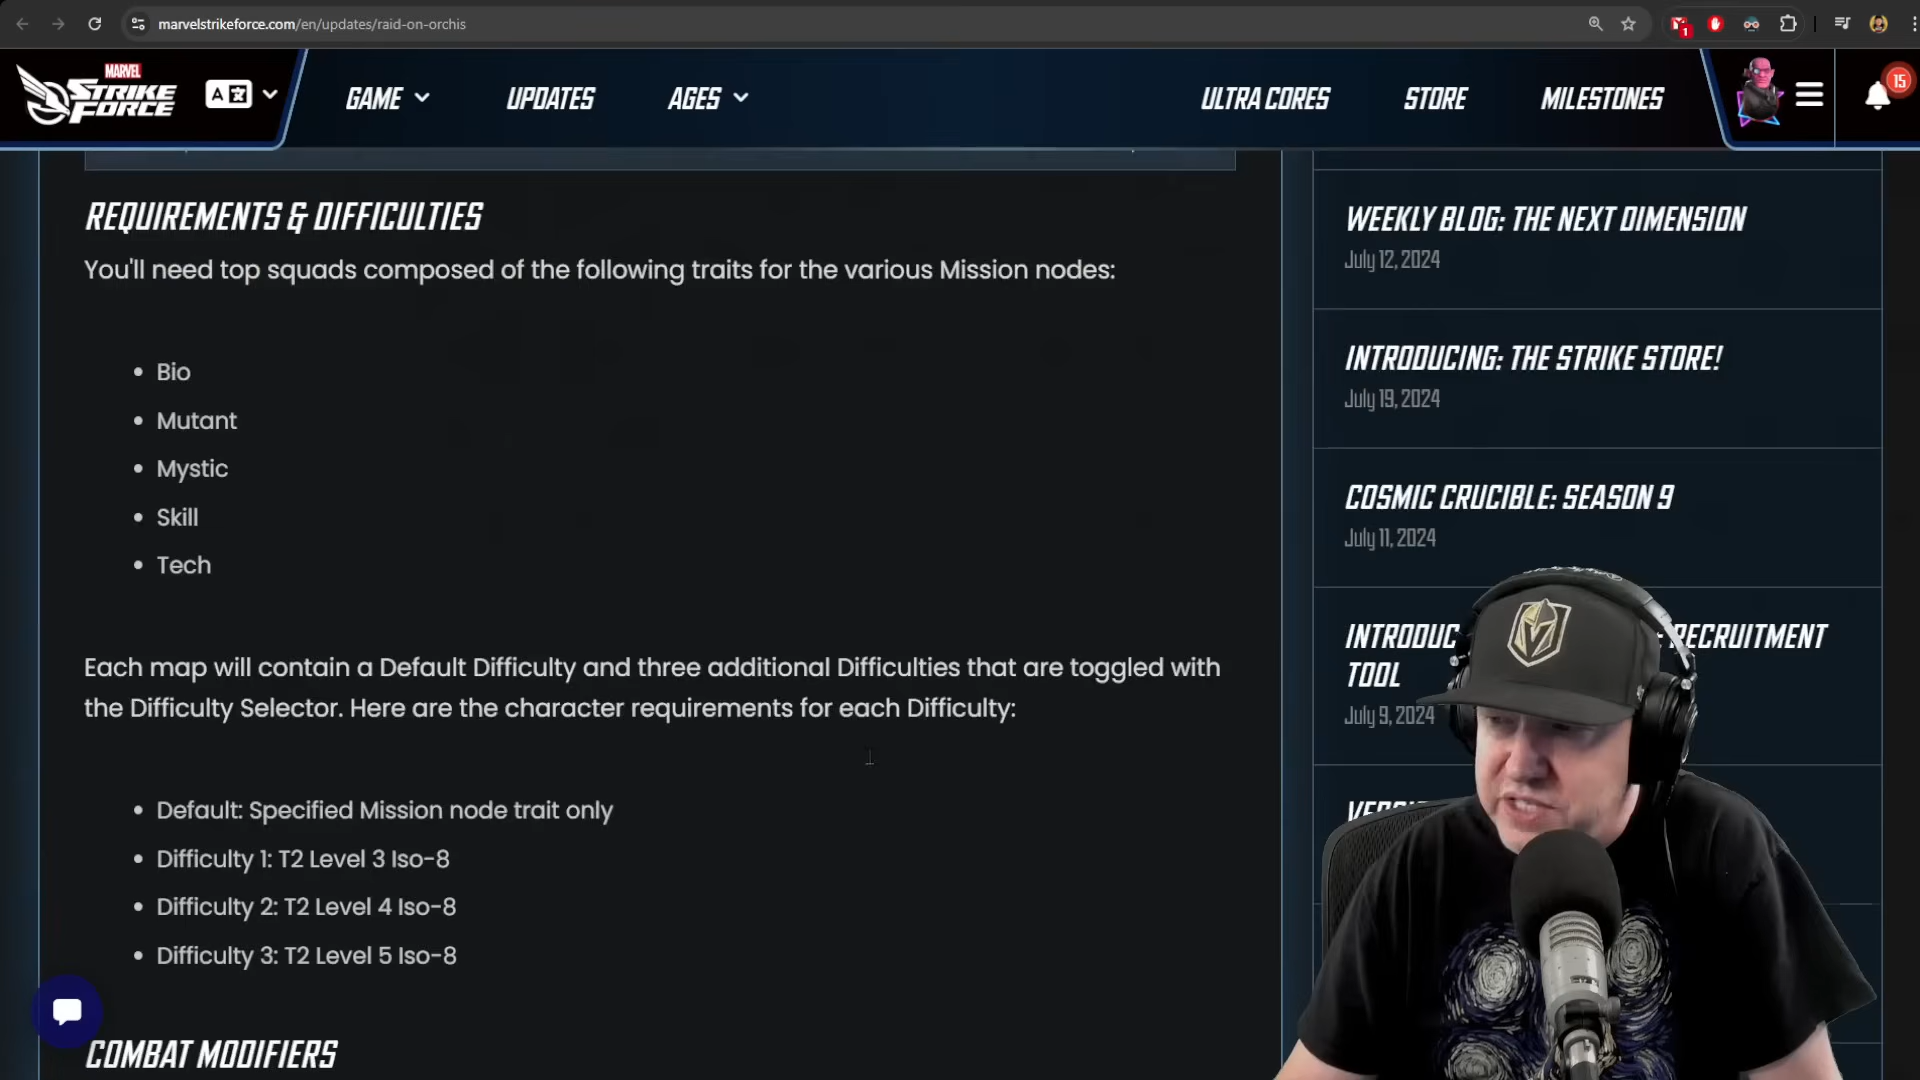 marvelstrikeforce.com/en/updates/raid-on-orchis
1
MARVEL
STRIKE
FORCE
A
GAME
UPDATES
AGES
ULTRA CORES
STORE
MILESTONES
15
REQUIREMENTS & DIFFICULTIES
You'll need top squads composed of the following traits for the various Mission nodes:
• Bio
• Mutant
• Mystic
• Skill
• Tech
Each map will contain a Default Difficulty and three additional Difficulties that are toggled with
the Difficulty Selector. Here are the character requirements for each Difficulty:
• Default: Specified Mission node trait only
• Difficulty 1: T2 Level 3 Iso-8
• Difficulty 2: T2 Level 4 Iso-8
• Difficulty 3: T2 Level 5 Iso-8
COMBAT MODIFIERS
WEEKLY BLOG: THE NEXT DIMENSION
July 12, 2024
INTRODUCING: THE STRIKE STORE!
July 19, 2024
COSMIC CRUCIBLE: SEASON 9
July 11, 2024
INTRODUC RECRUITMENT
TOOL
July 9, 2024